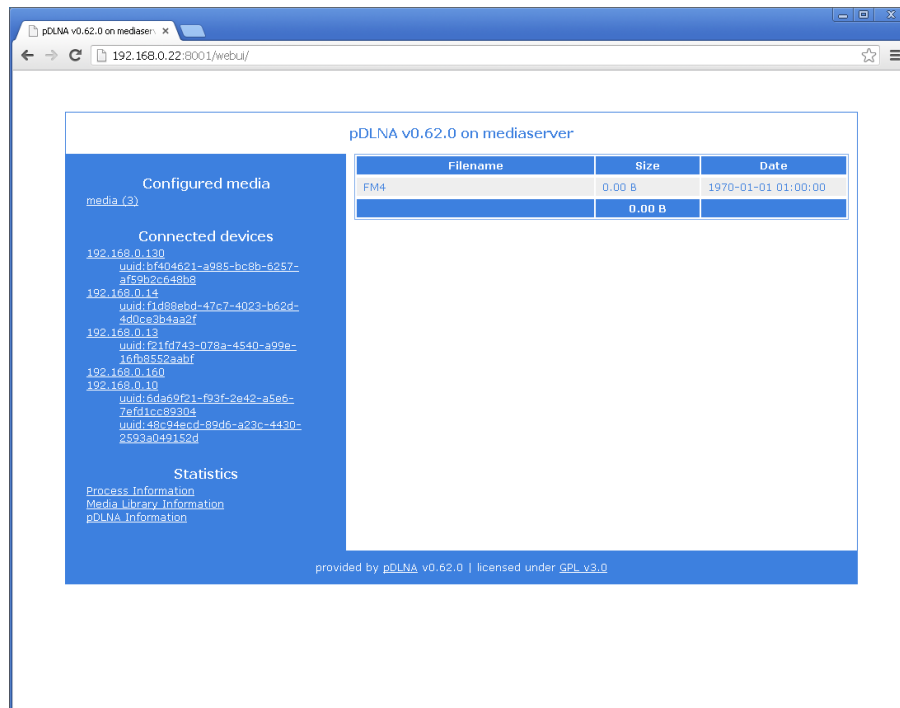 pDLNA v0.62.0 on mediaser
192.168.0.22:8001/webui/
pDLNA v0.62.0 on mediaserver
Configured media
media (3)
Connected devices
192.168.0.130
uuid:bf404621-a985-bc8b-6257-
af59b2c648b8
192.168.0.14
uuid:f1d88ebd-47c7-4023-b62d-
4d0ce3b4aa2f
192.168.0.13
uuid:f21fd743-078a-4540-a99e-
16fb8552aabf
192.168.0.160
192.168.0.10
uuid:6da69f21-f93f-2e42-a5e6-
7efd1cc89304
uuid:48c94ecd-89d6-a23c-4430-
2593a049152d
Statistics
Process Information
Media Library Information
pDLNA Information
Filename Size Date
FM4 0.00 B 1970-01-01 01:00:00
0.00 B
provided by pDLNA v0.62.0 | licensed under GPL v3.0